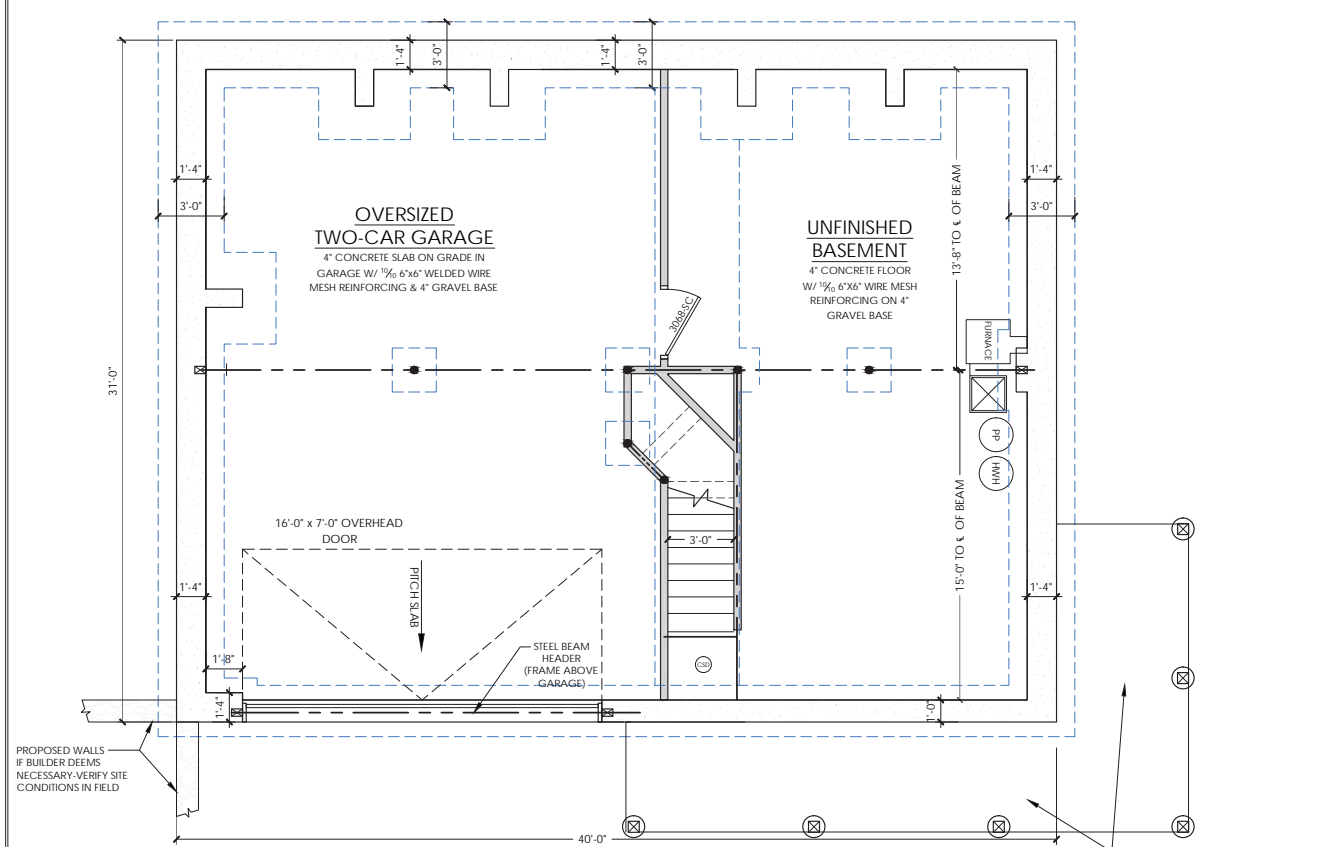 1'-4"
3'-0"
1'-4"
3'-0"
1'-4"
3'-0"
1'-4"
3'-0"
OVERSIZED
TWO-CAR GARAGE
4" CONCRETE SLAB ON GRADE IN
GARAGE W/ 10/10 6"x6" WELDED WIRE
MESH REINFORCING & 4" GRAVEL BASE
UNFINISHED
BASEMENT
4" CONCRETE FLOOR
W/ 10/10 6"X6" WIRE MESH
REINFORCING ON 4"
GRAVEL BASE
13'-8" TO ℄ OF BEAM
3068-SC
FURNACE
31'-0"
PP
HWH
16'-0" x 7'-0" OVERHEAD
DOOR
3'-0"
15'-0" TO ℄ OF BEAM
PITCH SLAB
1'-4"
1'-4"
STEEL BEAM
HEADER
(FRAME ABOVE
GARAGE)
CSD
1'-8"
1'-4"
1'-0"
PROPOSED WALLS
IF BUILDER DEEMS
NECESSARY-VERIFY SITE
CONDITIONS IN FIELD
40'-0"